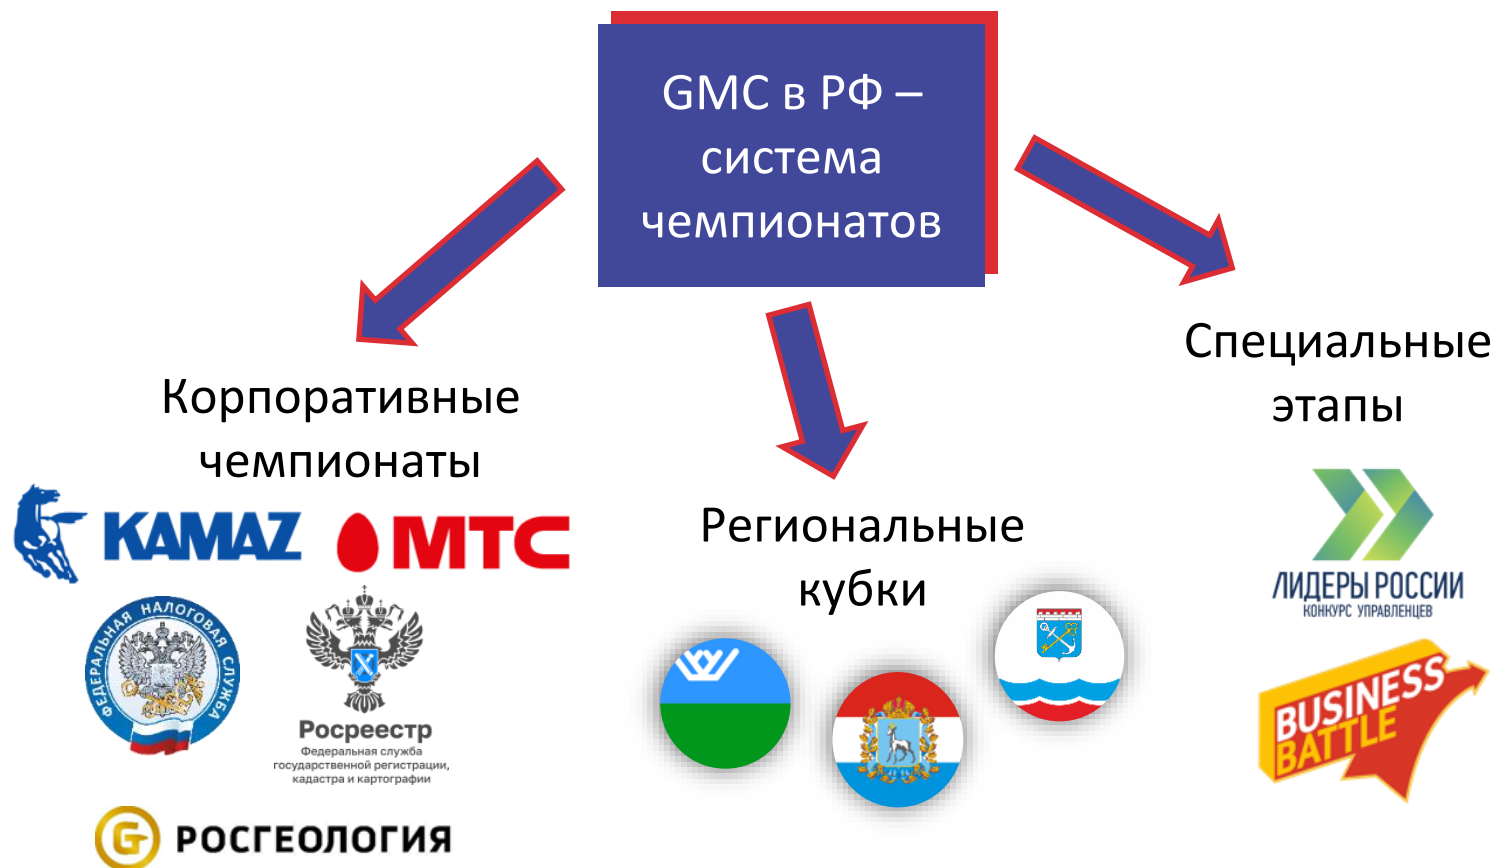 GMC в РФ –
система
чемпионатов
Корпоративные
чемпионаты
KAMAZ
МТС
ФЕДЕРАЛЬНАЯ НАЛОГОВАЯ СЛУЖБА
Росреестр
Федеральная служба
государственной регистрации,
кадастра и картографии
РОСГЕОЛОГИЯ
Региональные
кубки
Специальные
этапы
ЛИДЕРЫ РОССИИ
КОНКУРС УПРАВЛЕНЦЕВ
BUSINESS
BATTLE